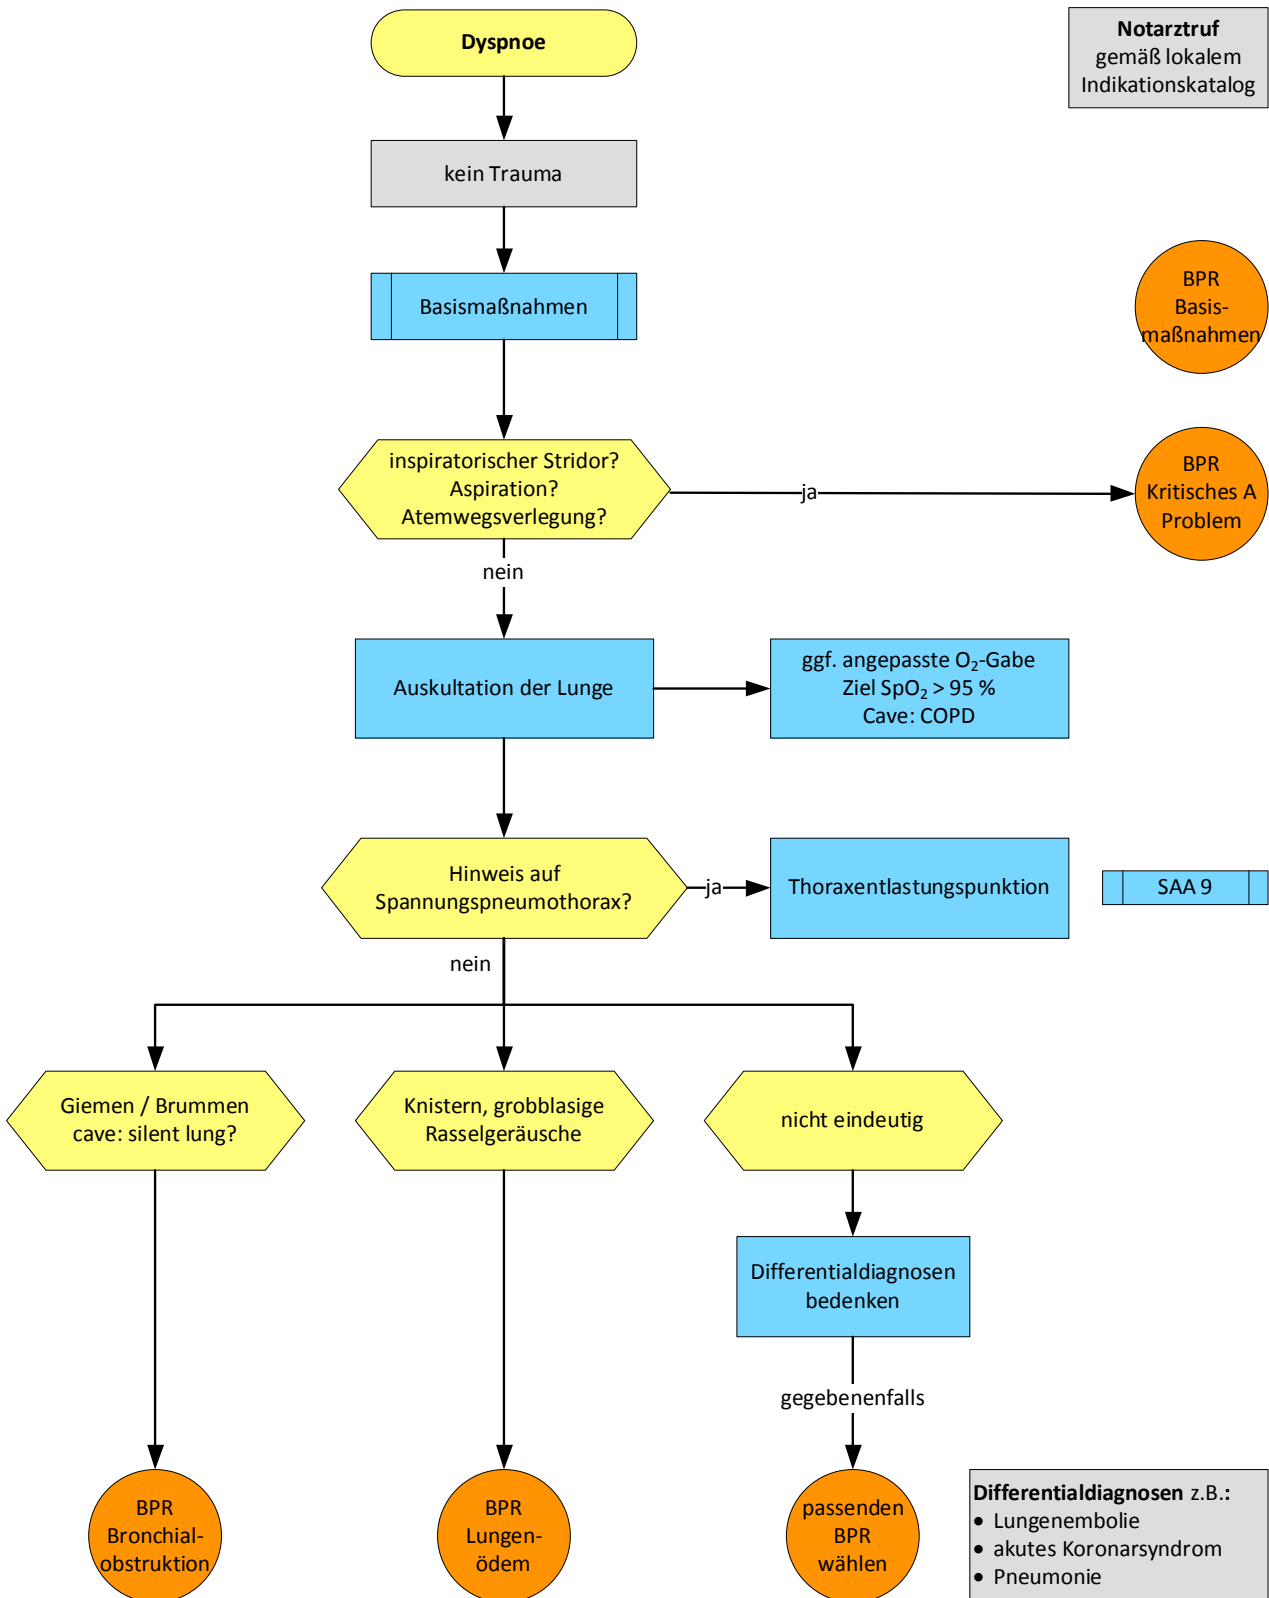 Dyspnoe
Notarztruf
gemäß lokalem
Indikationskatalog
kein Trauma
Basismaßnahmen
BPR
Basis-
maßnahmen
inspiratorischer Stridor?
Aspiration?
Atemwegsverlegung?
ja
BPR
Kritisches A
Problem
nein
Auskultation der Lunge
ggf. angepasste O₂-Gabe
Ziel SpO₂ > 95 %
Cave: COPD
Hinweis auf
Spannungspneumothorax?
ja
Thoraxentlastungspunktion
SAA 9
nein
Giemen / Brummen
cave: silent lung?
Knistern, grobblasige
Rasselgeräusche
nicht eindeutig
Differentialdiagnosen
bedenken
gegebenenfalls
BPR
Bronchial-
obstruktion
BPR
Lungen-
ödem
passenden
BPR
wählen
Differentialdiagnosen z.B.:
• Lungenembolie
• akutes Koronarsyndrom
• Pneumonie